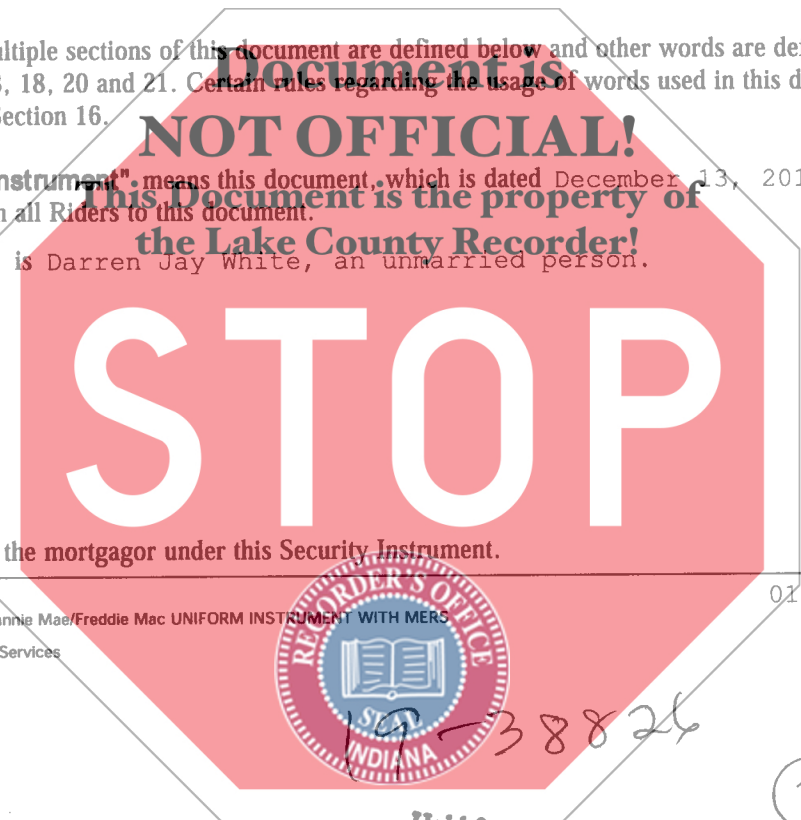 ultiple sections of this document are defined below and other words are de
Document is
, 18, 20 and 21. Certain rules regarding the usage of words used in this d
ection 16.
NOT OFFICIAL!
nstrument" means this document, which is dated December 13, 201
This Document is the property of
all Riders to this document.
the Lake County Recorder!
is Darren Jay White, an unmarried person.
STOP
the mortgagor under this Security Instrument.
01
nnie Mae/Freddie Mac UNIFORM INSTRUMENT WITH MERS
Services
RECORDER'S OFFICE
SEAL
INDIANA
19-38826